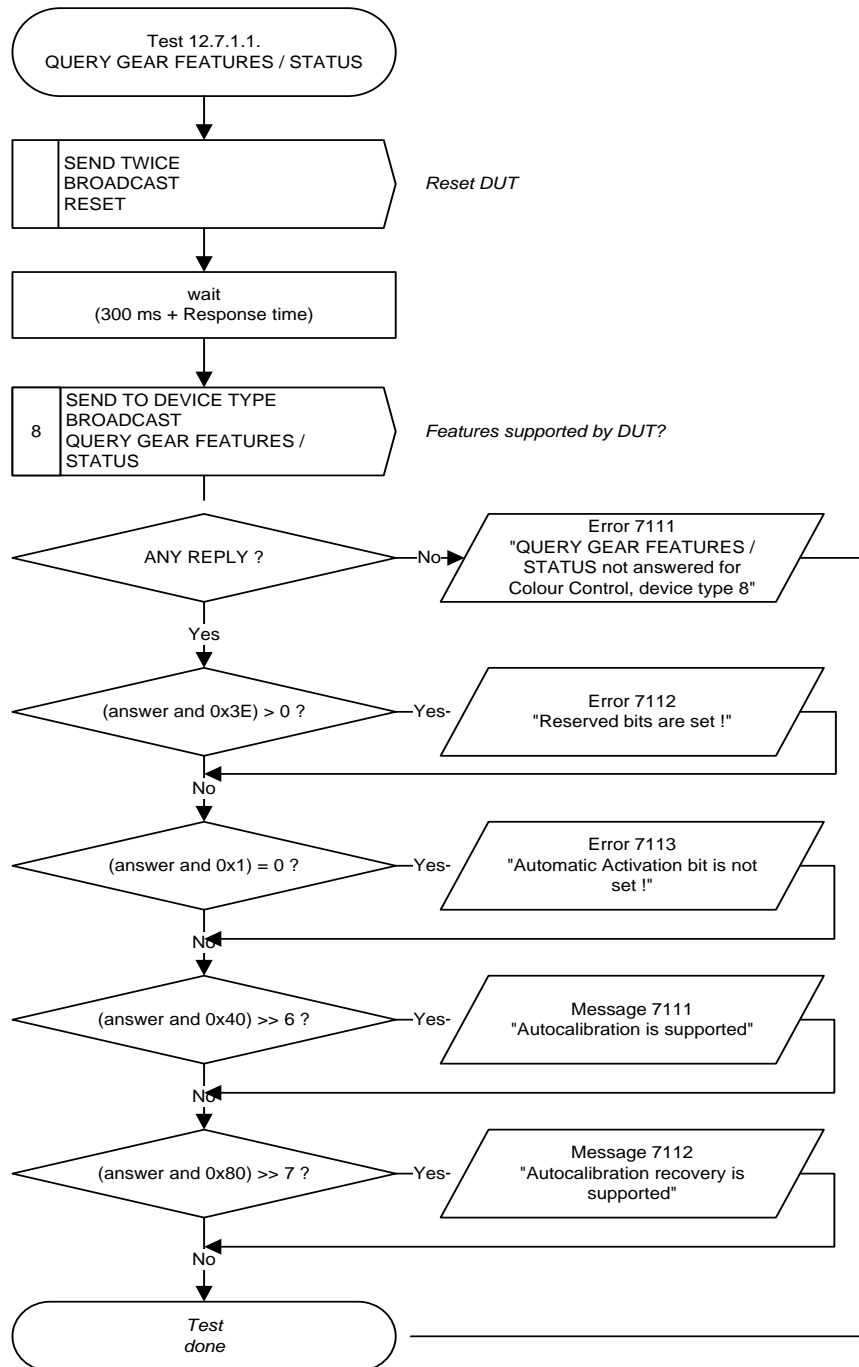 Test 12.7.1.1.
QUERY GEAR FEATURES / STATUS
SEND TWICE
BROADCAST
RESET
Reset DUT
wait
(300 ms + Response time)
8
SEND TO DEVICE TYPE
BROADCAST
QUERY GEAR FEATURES /
STATUS
Features supported by DUT?
ANY REPLY ?
No
Error 7111
"QUERY GEAR FEATURES /
STATUS not answered for
Colour Control, device type 8"
Yes
(answer and 0x3E) > 0 ?
Yes
Error 7112
"Reserved bits are set !"
No
(answer and 0x1) = 0 ?
Yes
Error 7113
"Automatic Activation bit is not
set !"
No
(answer and 0x40) >> 6 ?
Yes
Message 7111
"Autocalibration is supported"
No
(answer and 0x80) >> 7 ?
Yes
Message 7112
"Autocalibration recovery is
supported"
No
Test
done